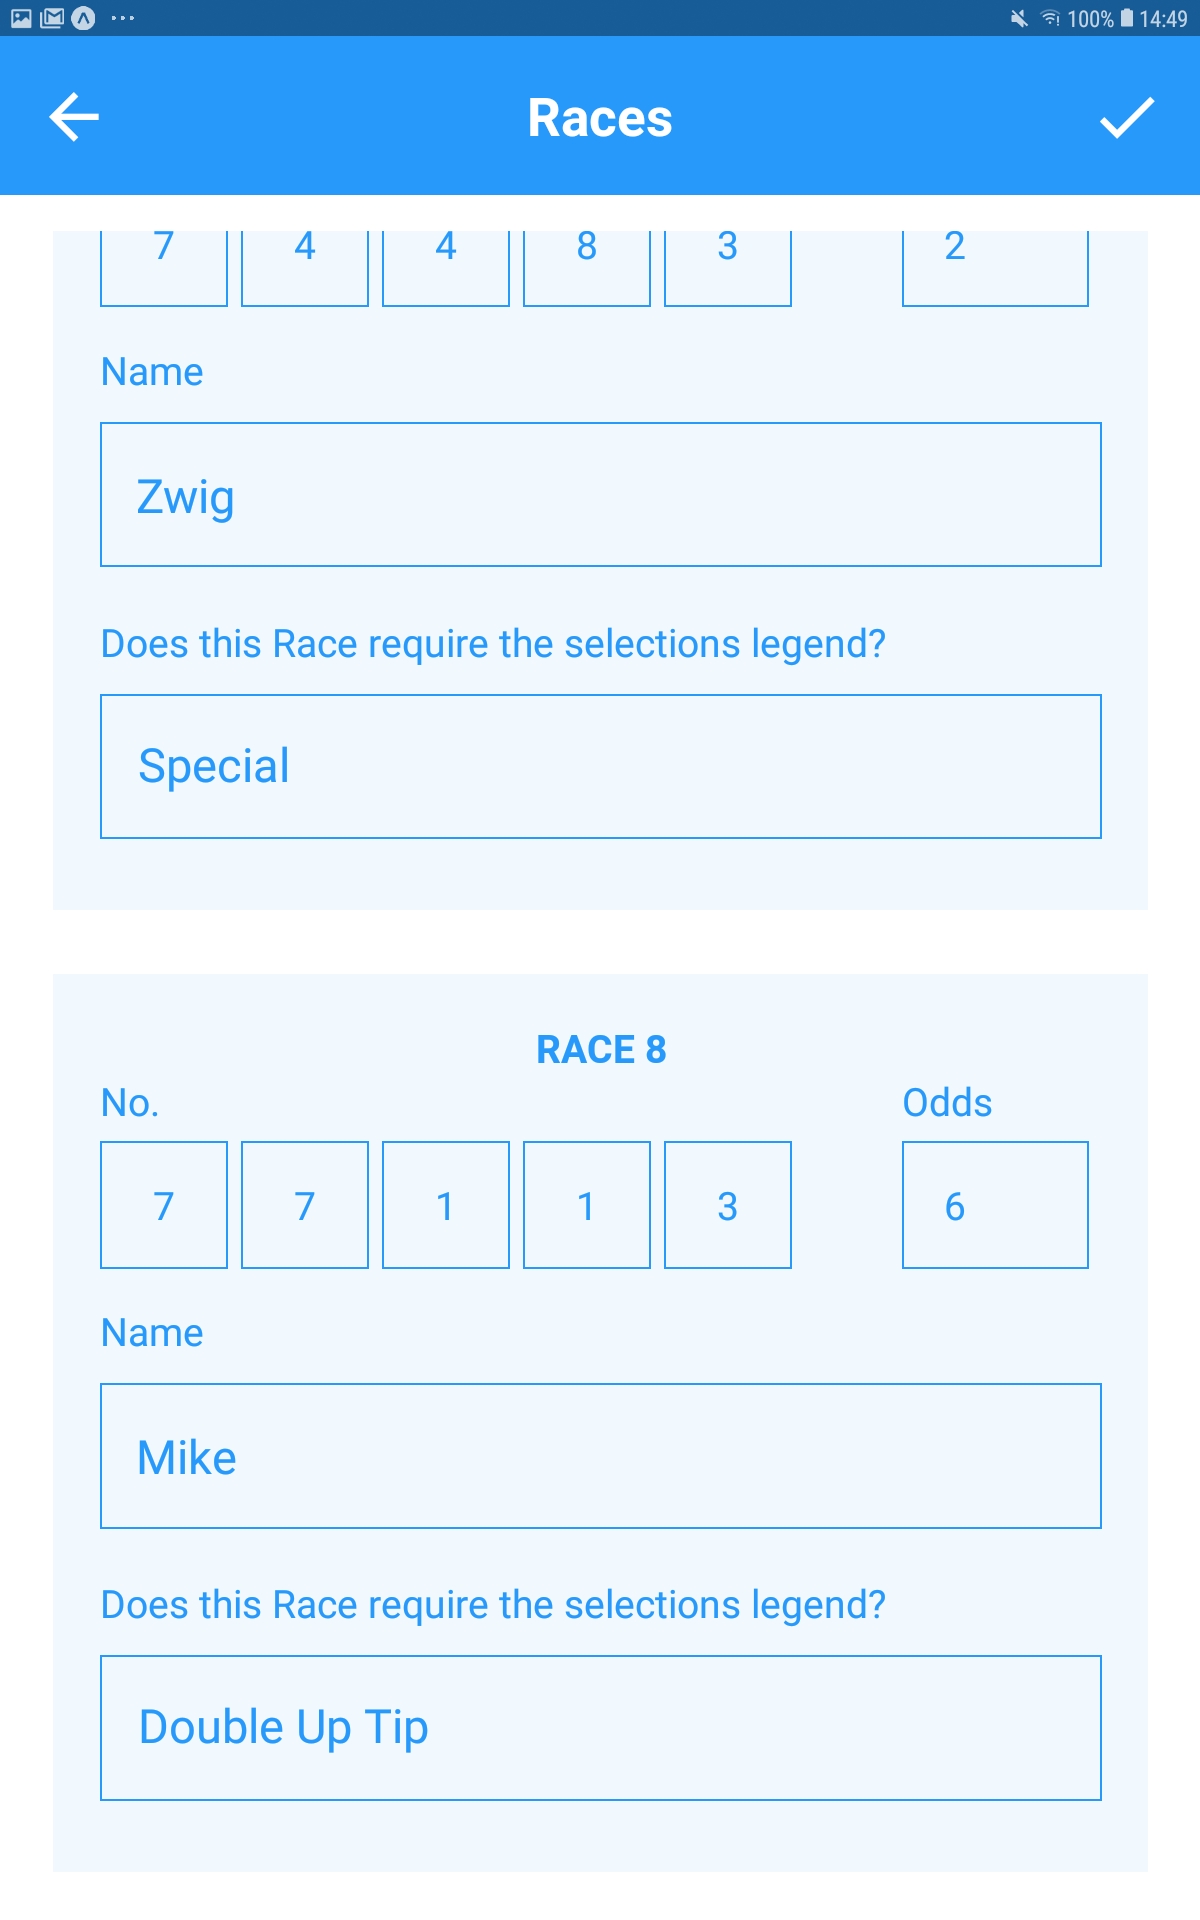 100% 14:49
Races
7 4 4 8 3 2
Name
Zwig
Does this Race require the selections legend?
Special
RACE 8
No. Odds
7 7 1 1 3 6
Name
Mike
Does this Race require the selections legend?
Double Up Tip